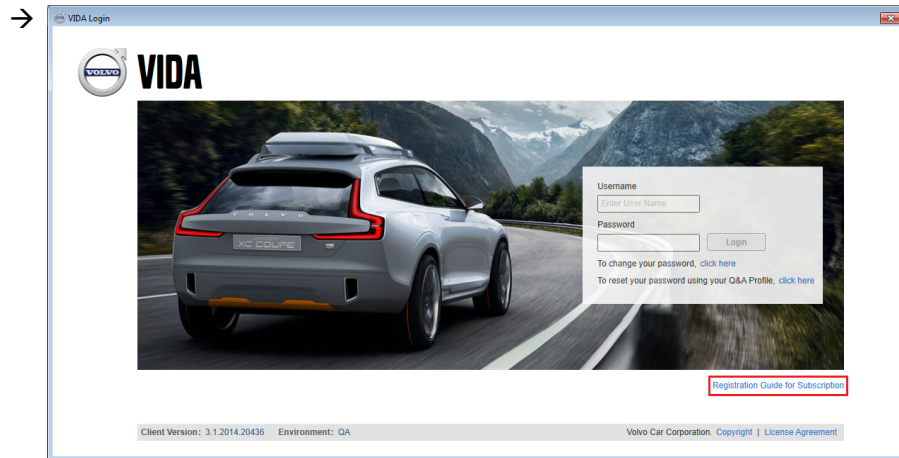 →
VIDA Login
VOLVO
VIDA
VOLVO
XC COUPE
Username
Enter User Name
Password
Login
To change your password, click here
To reset your password using your Q&A Profile, click here
Registration Guide for Subscription
Client Version: 3.1.2014.20436 Environment: QA
Volvo Car Corporation. Copyright | License Agreement